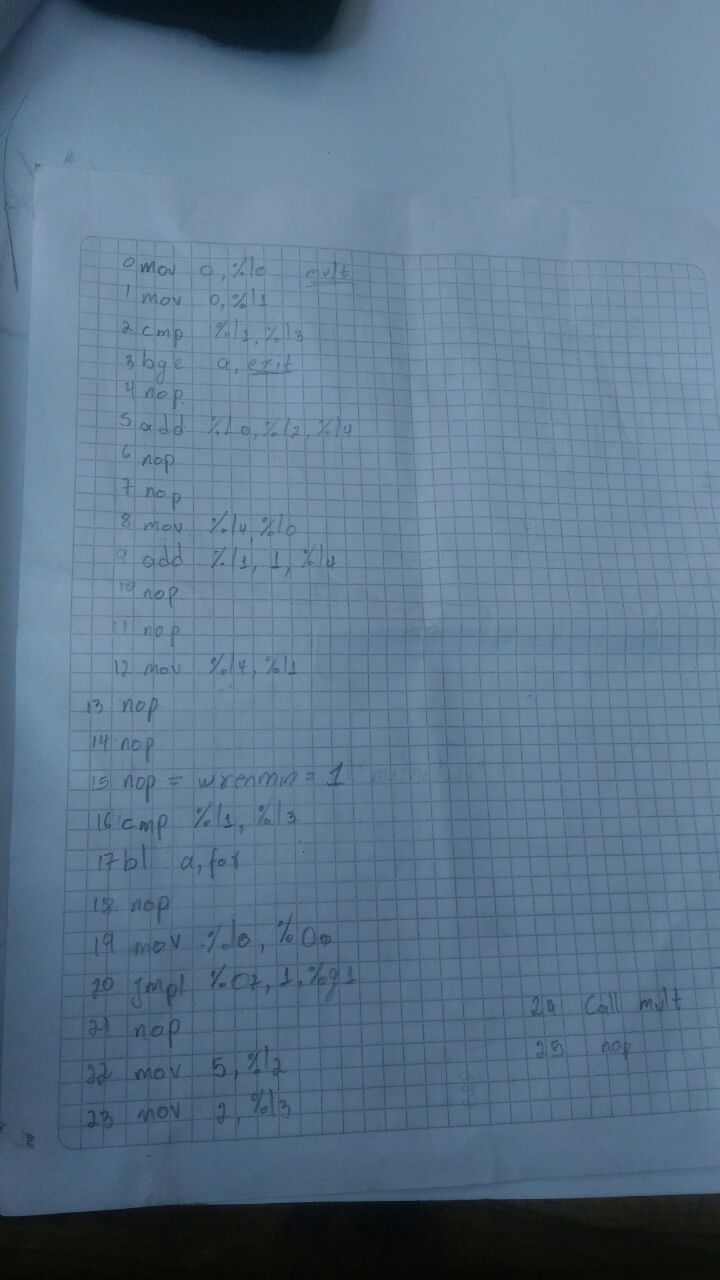 0 mov 0, %l0 mult
1 mov 0, %l1
2 cmp %l1, %l3
3 bge a, exit
4 nop
5 add %l0, %l2, %l4
6 nop
7 nop
8 mov %l4, %l0
9 add %l1, 1, %l4
10 nop
11 nop
12 mov %l4, %l1
13 nop
14 nop
15 nop = wrenmn = 1
16 cmp %l1, %l3
17 bl a, for
18 nop
19 mov %l0, %O0
20 jmpl %O7, 1, %g1
21 nop
22 mov 5, %l2
23 mov 2, %l3
24 Call mult
25 nop